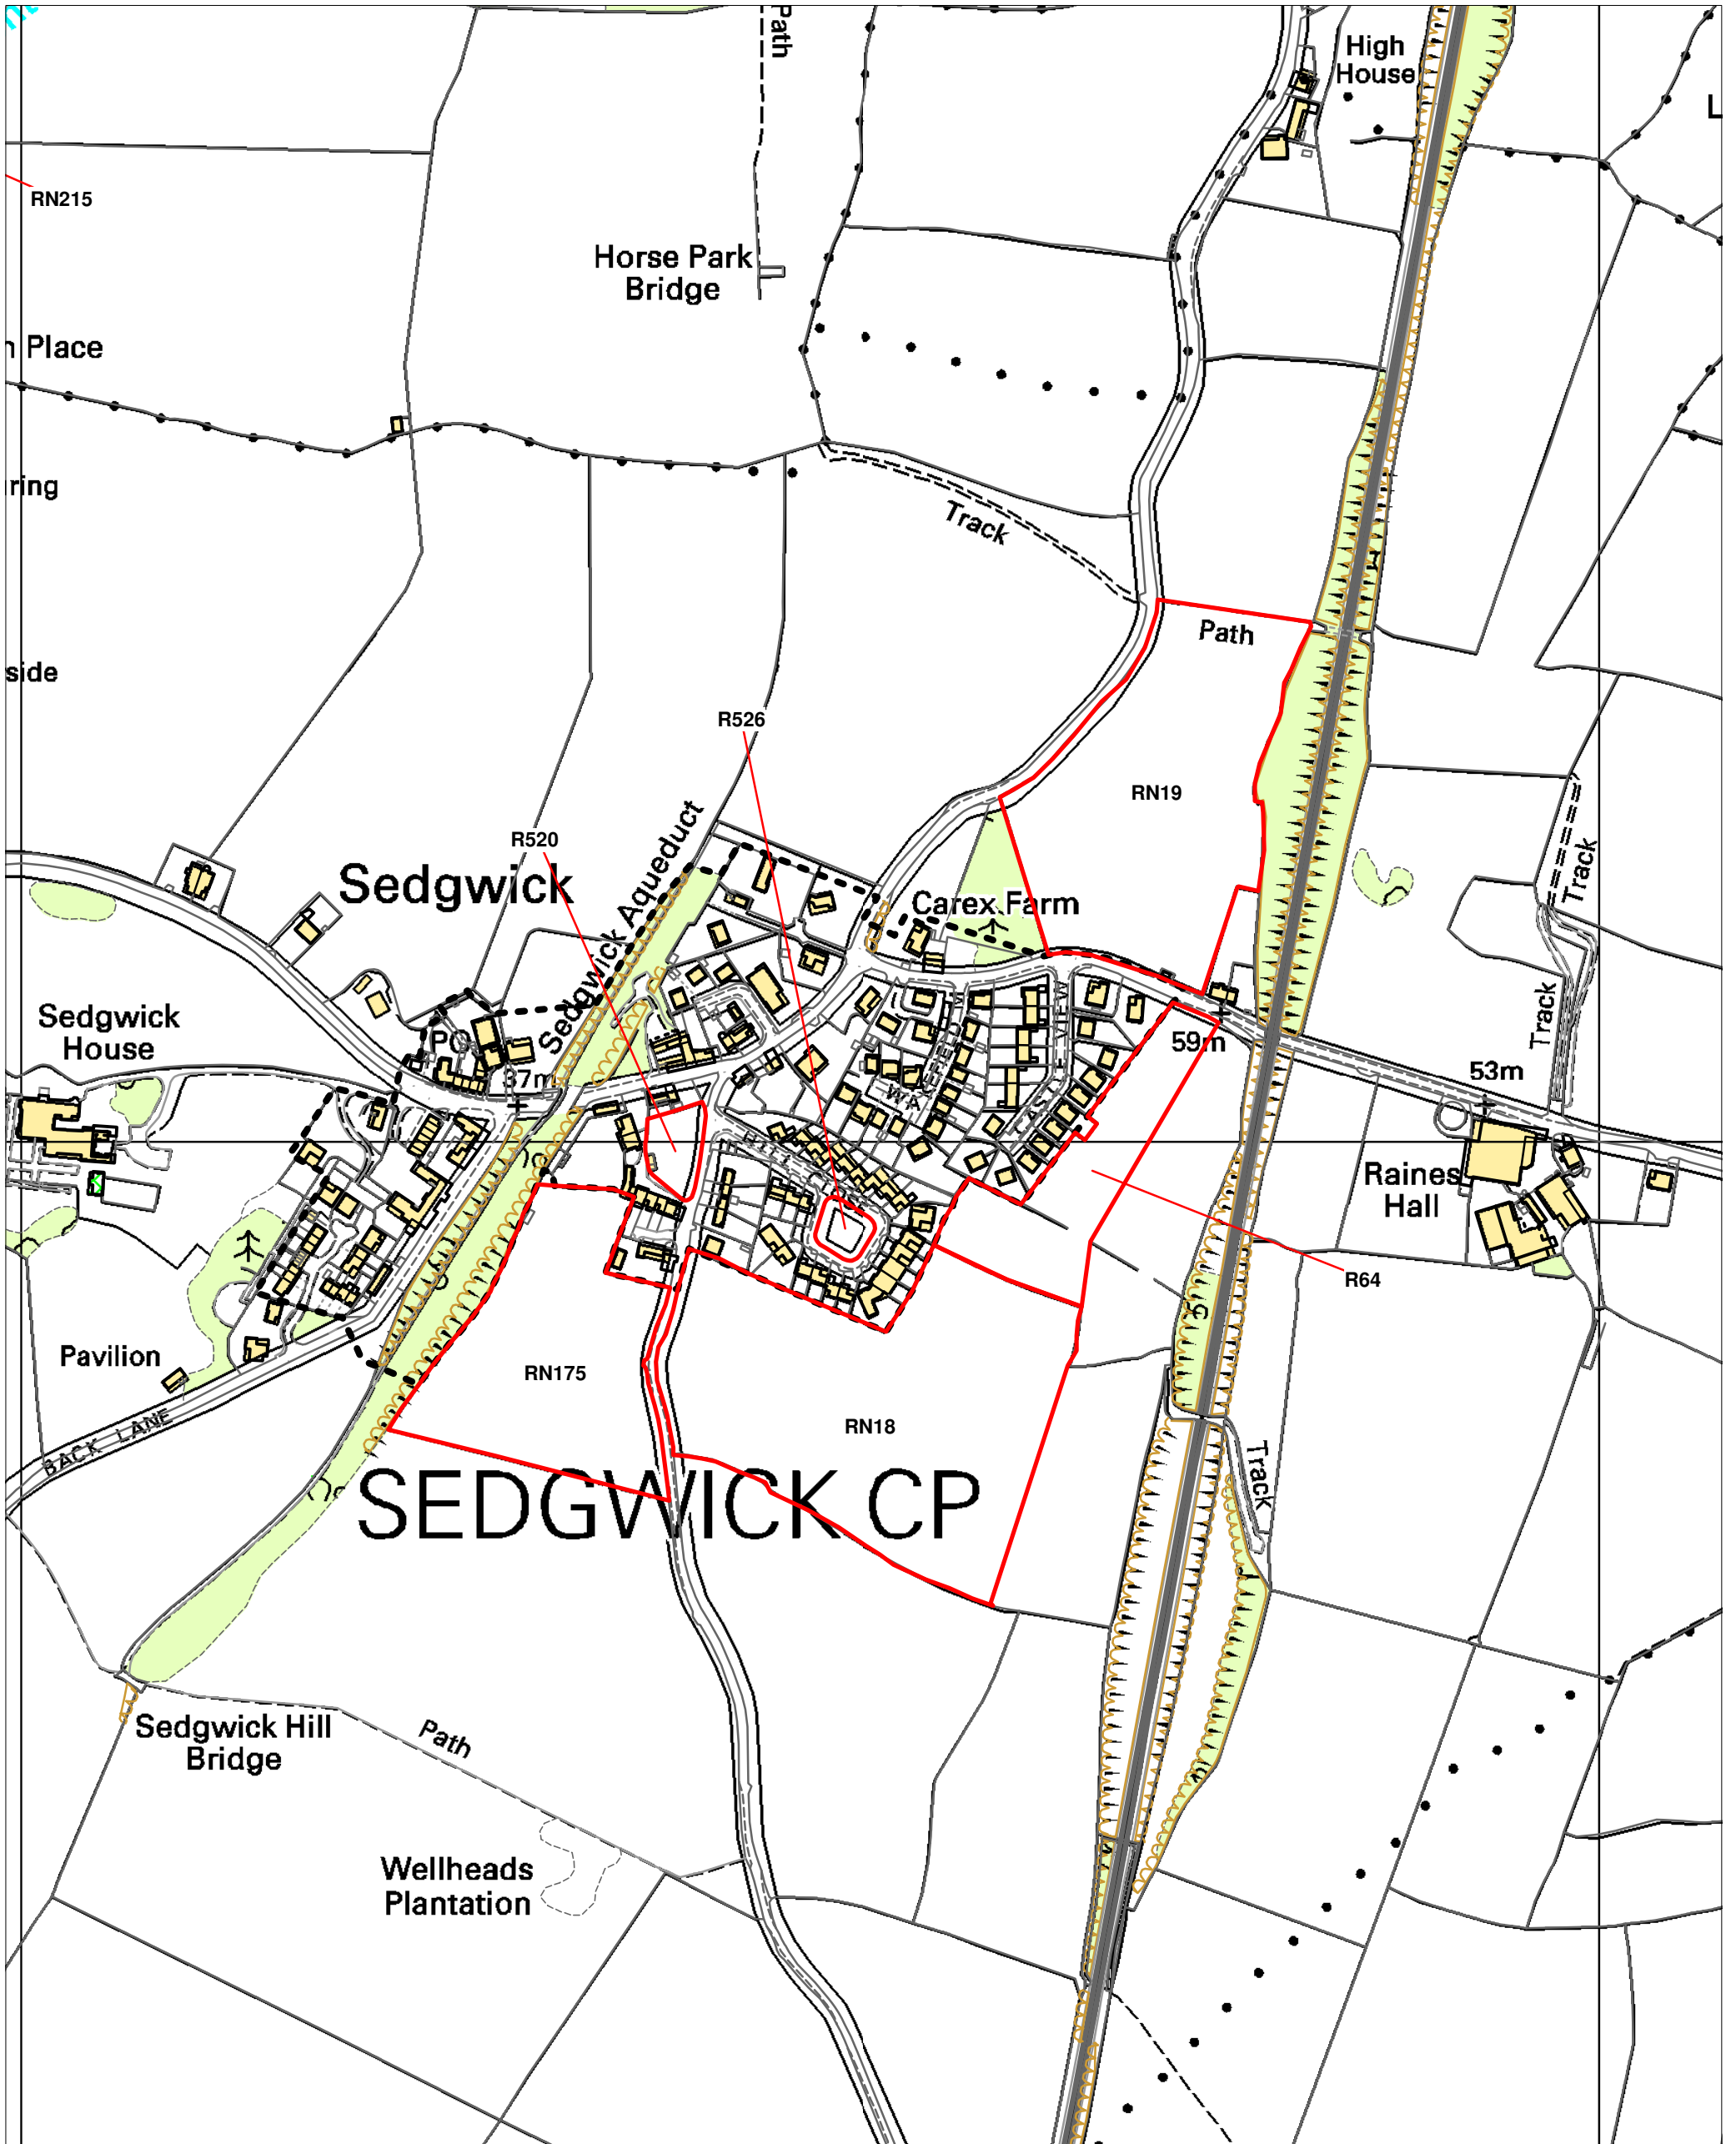 Path
High
House
L
RN215
Horse Park
Bridge
Place
ring
Track
Path
side
R526
RN19
R520
Sedgwick Aqueduct
Sedgwick
Carex Farm
Track
Sedgwick
House
PO
Sedgwick Aqueduct
59m
Track
37m
53m
Raines
Hall
R64
Pavilion
RN175
RN18
BACK LANE
Track
SEDGWICK CP
Sedgwick Hill
Bridge
Path
Wellheads
Plantation